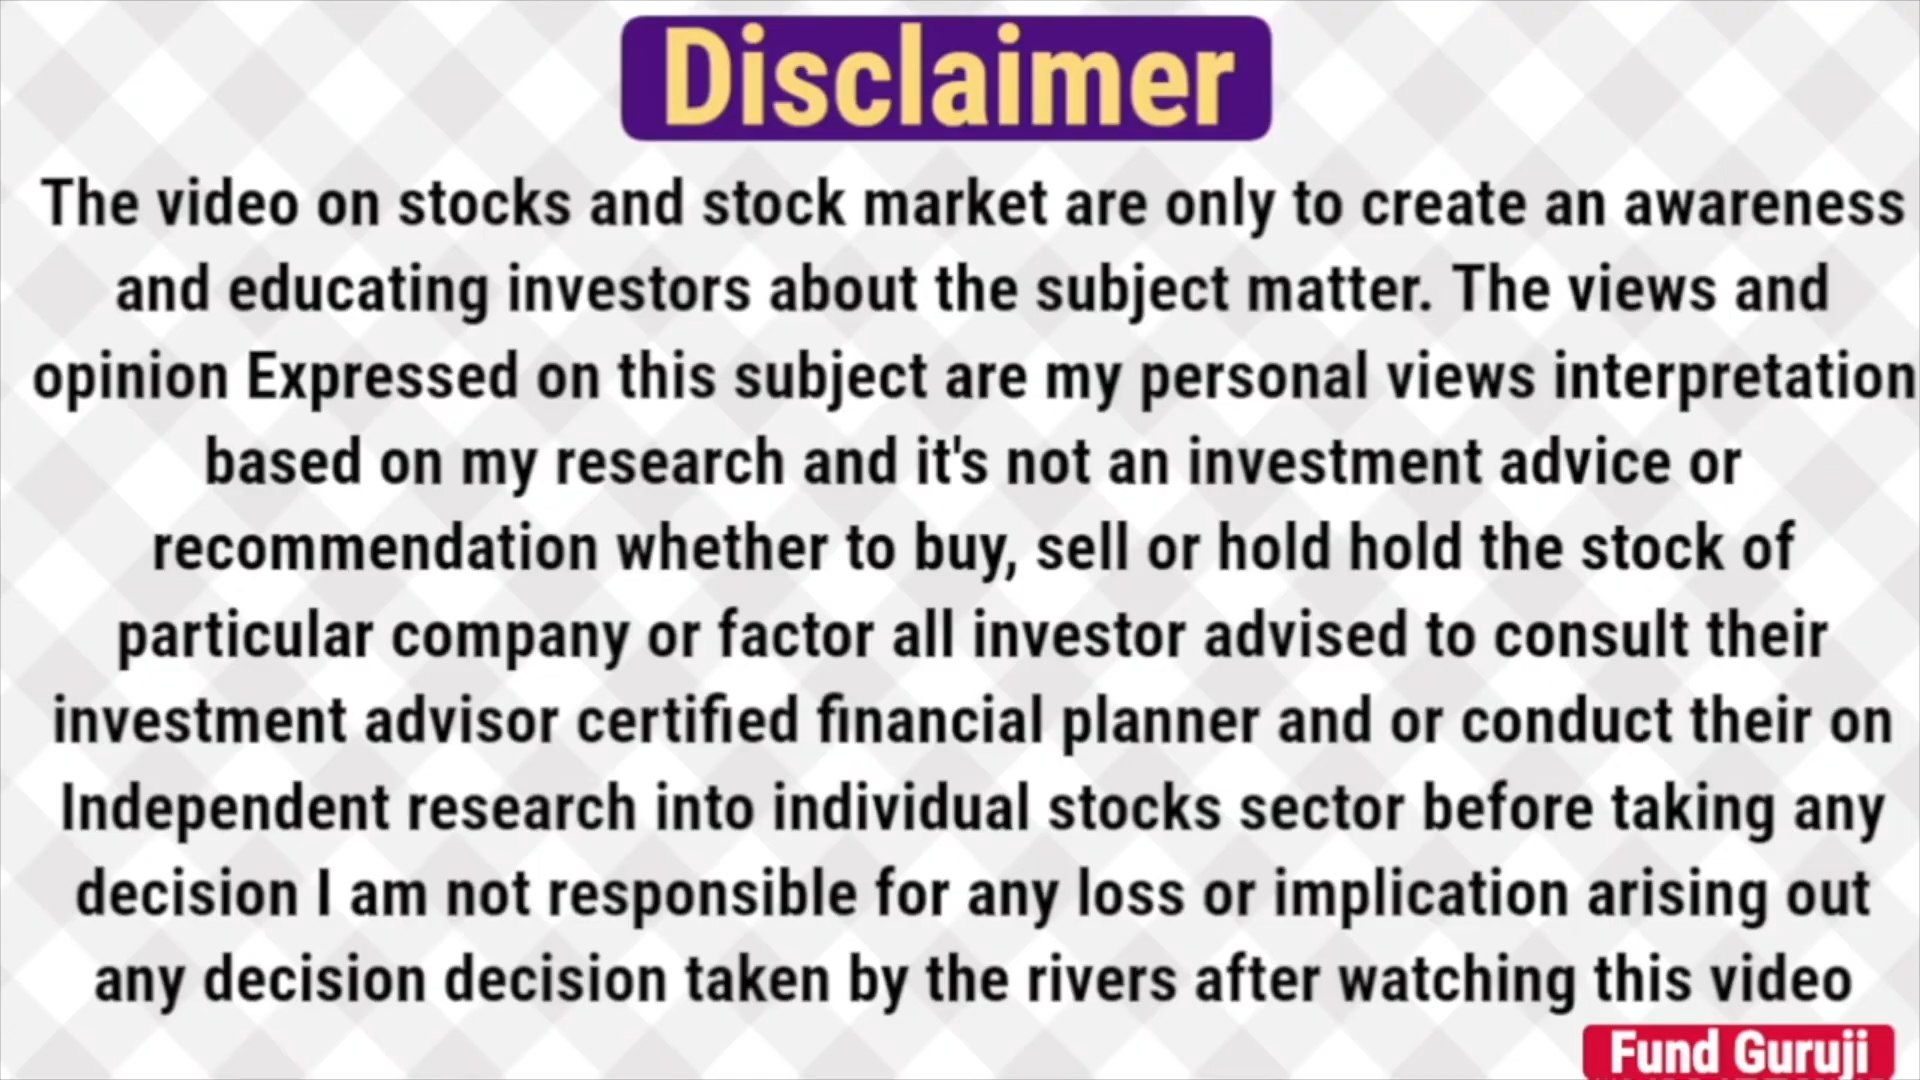 Disclaimer
The video on stocks and stock market are only to create an awareness
and educating investors about the subject matter. The views and
opinion Expressed on this subject are my personal views interpretation
based on my research and it's not an investment advice or
recommendation whether to buy, sell or hold hold the stock of
particular company or factor all investor advised to consult their
investment advisor certified financial planner and or conduct their on
Independent research into individual stocks sector before taking any
decision I am not responsible for any loss or implication arising out
any decision decision taken by the rivers after watching this video
Fund Guruji